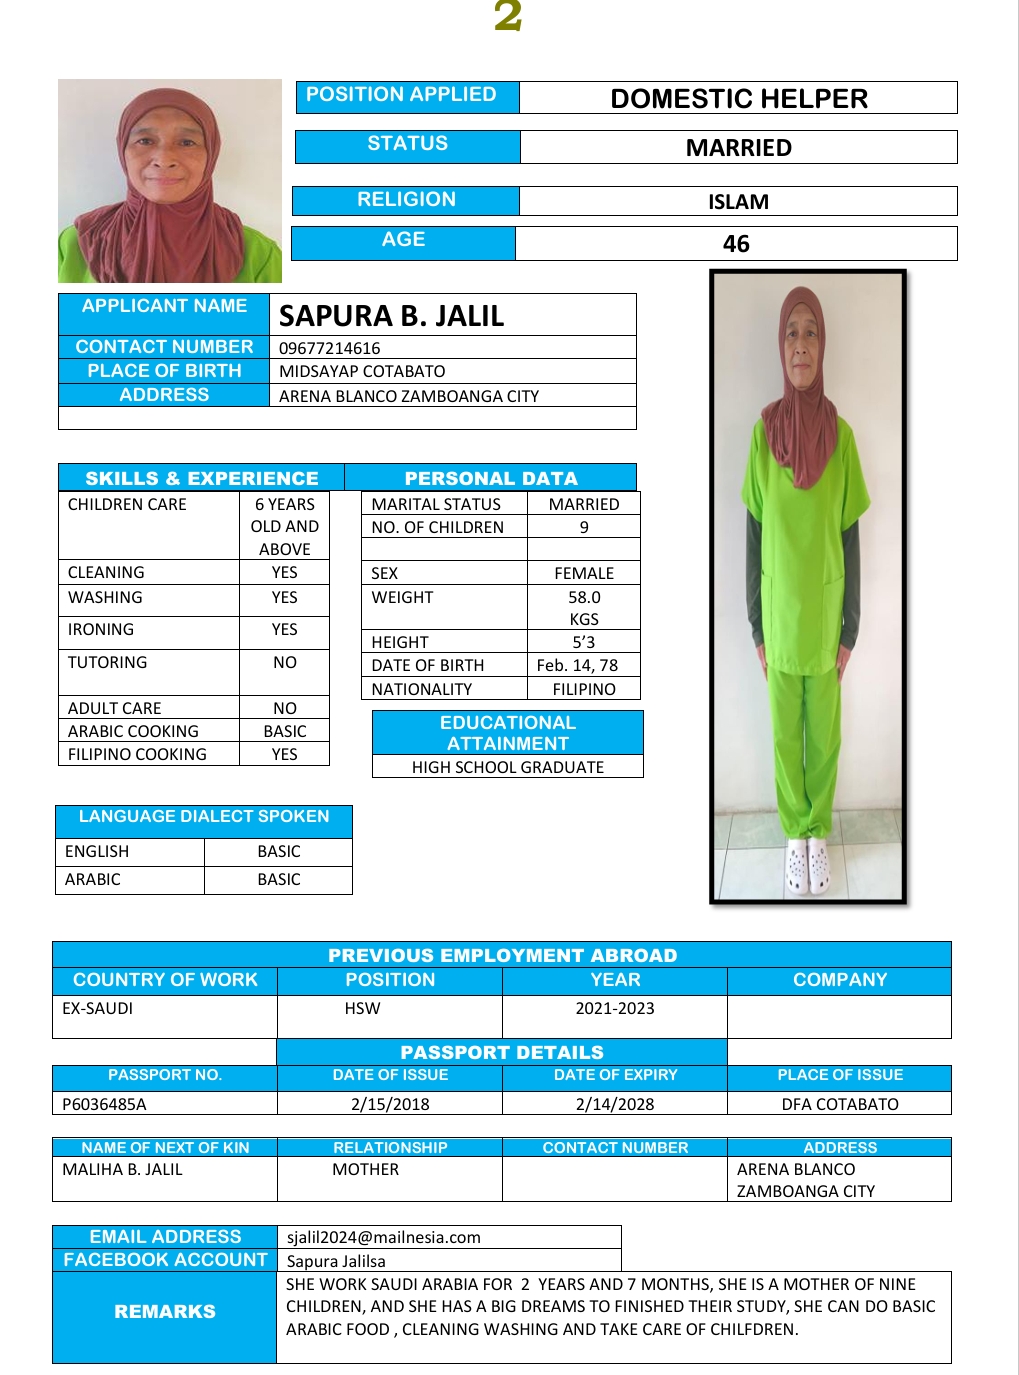 2
POSITION APPLIED DOMESTIC HELPER
STATUS MARRIED
RELIGION ISLAM
AGE 46
APPLICANT NAME SAPURA B. JALIL
CONTACT NUMBER 09677214616
PLACE OF BIRTH MIDSAYAP COTABATO
ADDRESS ARENA BLANCO ZAMBOANGA CITY
SKILLS & EXPERIENCE
CHILDREN CARE 6 YEARS
OLD AND
ABOVE
CLEANING YES
WASHING YES
IRONING YES
TUTORING NO
ADULT CARE NO
ARABIC COOKING BASIC
FILIPINO COOKING YES
PERSONAL DATA
MARITAL STATUS MARRIED
NO. OF CHILDREN 9
SEX FEMALE
WEIGHT 58.0
KGS
HEIGHT 5’3
DATE OF BIRTH Feb. 14, 78
NATIONALITY FILIPINO
EDUCATIONAL
ATTAINMENT
HIGH SCHOOL GRADUATE
LANGUAGE DIALECT SPOKEN
ENGLISH BASIC
ARABIC BASIC
PREVIOUS EMPLOYMENT ABROAD
COUNTRY OF WORK POSITION YEAR COMPANY
EX-SAUDI HSW 2021-2023
PASSPORT DETAILS
PASSPORT NO. DATE OF ISSUE DATE OF EXPIRY PLACE OF ISSUE
P6036485A 2/15/2018 2/14/2028 DFA COTABATO
NAME OF NEXT OF KIN RELATIONSHIP CONTACT NUMBER ADDRESS
MALIHA B. JALIL MOTHER ARENA BLANCO
ZAMBOANGA CITY
EMAIL ADDRESS sjalil2024@mailnesia.com
FACEBOOK ACCOUNT Sapura Jalilsa
REMARKS
SHE WORK SAUDI ARABIA FOR 2 YEARS AND 7 MONTHS, SHE IS A MOTHER OF NINE
CHILDREN, AND SHE HAS A BIG DREAMS TO FINISHED THEIR STUDY, SHE CAN DO BASIC
ARABIC FOOD , CLEANING WASHING AND TAKE CARE OF CHILFDREN.